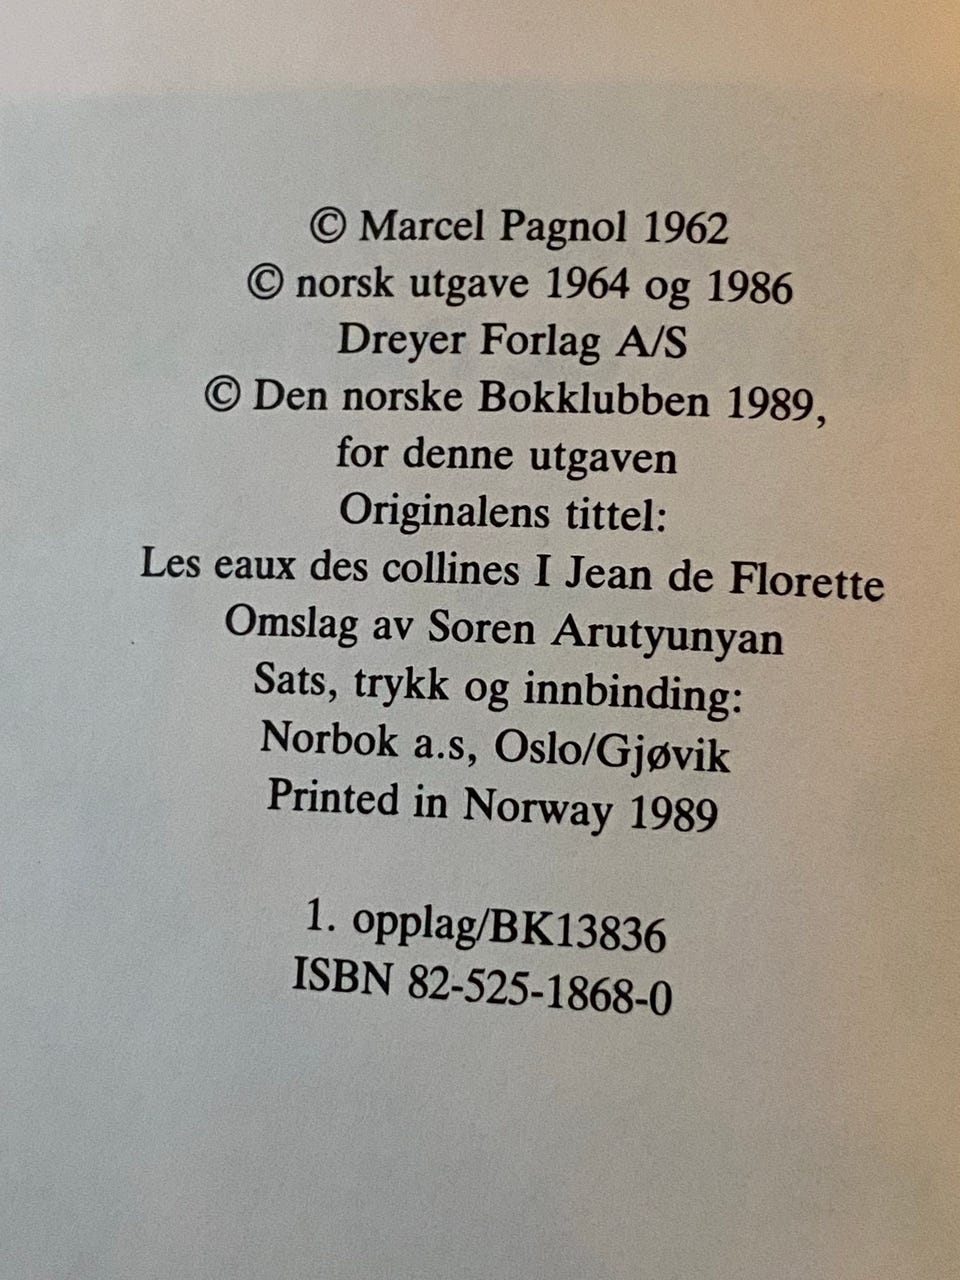 © Marcel Pagnol 1962
© norsk utgave 1964 og 1986
Dreyer Forlag A/S
© Den norske Bokklubben 1989,
for denne utgaven
Originalens tittel:
Les eaux des collines I Jean de Florette
Omslag av Soren Arutyunyan
Sats, trykk og innbinding:
Norbok a.s, Oslo/Gjøvik
Printed in Norway 1989
1. opplag/BK13836
ISBN 82-525-1868-0